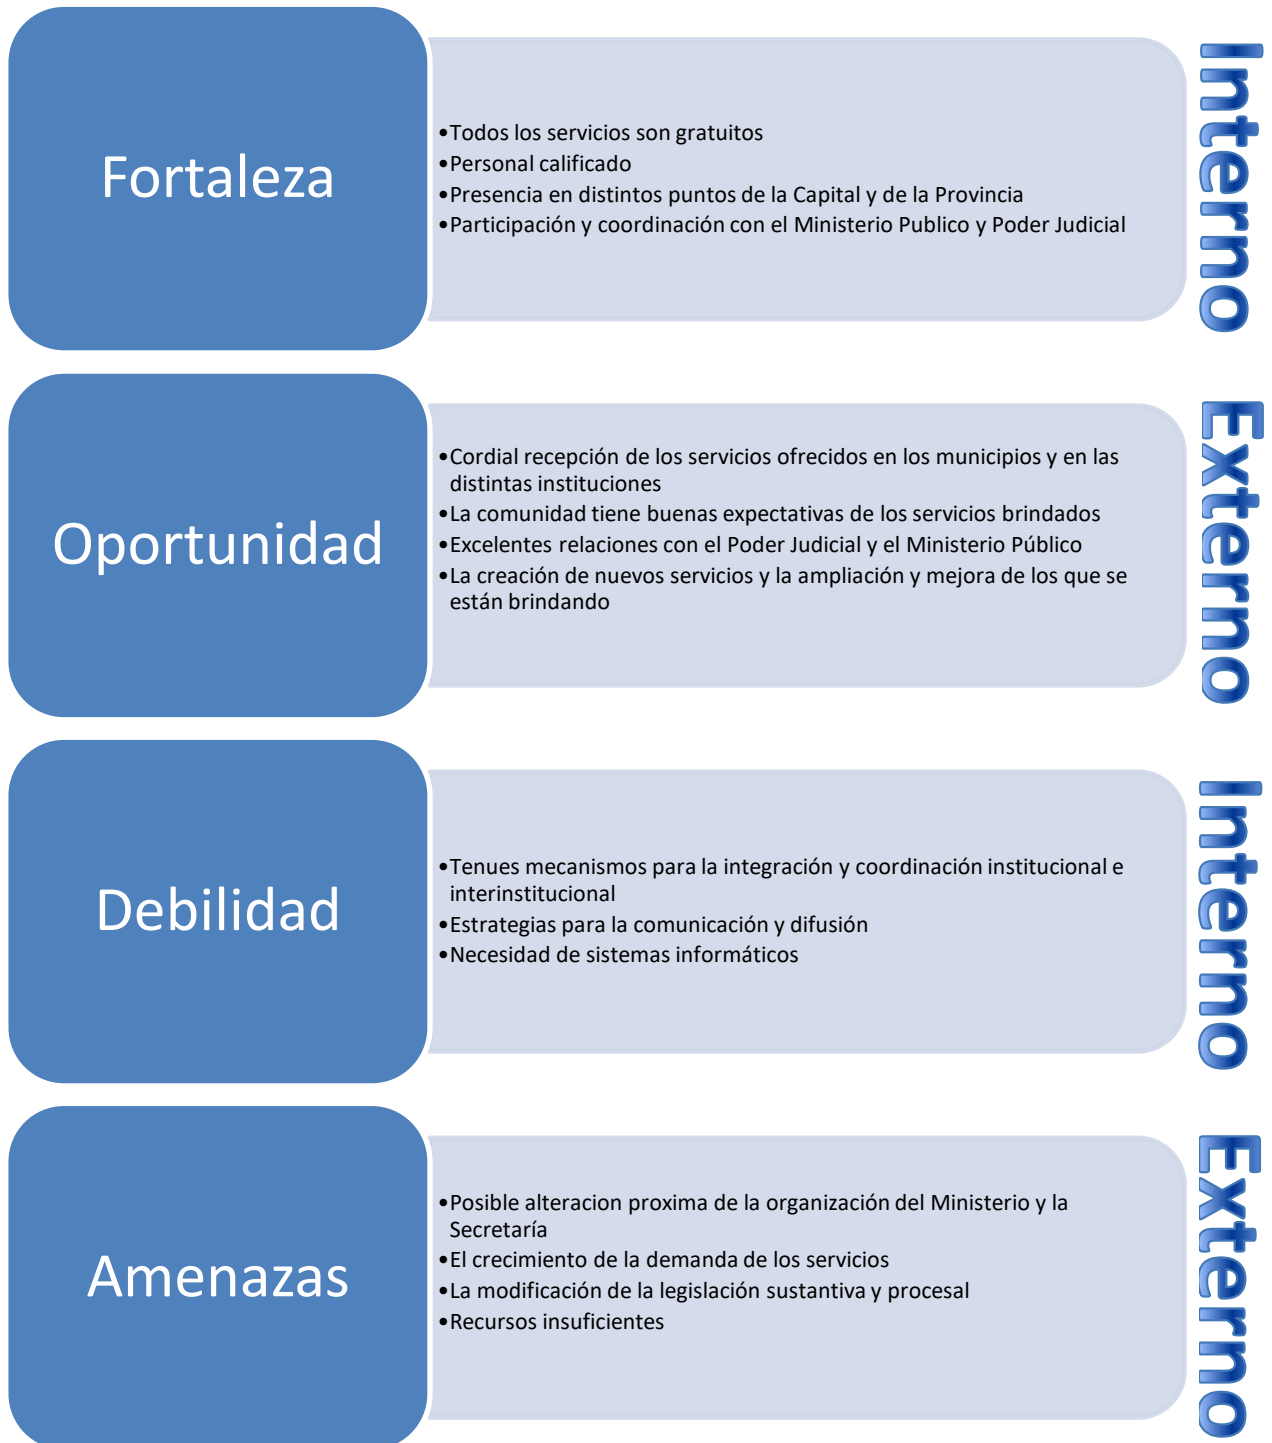 Fortaleza
•Todos los servicios son gratuitos
•Personal calificado
•Presencia en distintos puntos de la Capital y de la Provincia
•Participación y coordinación con el Ministerio Publico y Poder Judicial
Interno
Oportunidad
•Cordial recepción de los servicios ofrecidos en los municipios y en las
distintas instituciones
•La comunidad tiene buenas expectativas de los servicios brindados
•Excelentes relaciones con el Poder Judicial y el Ministerio Público
•La creación de nuevos servicios y la ampliación y mejora de los que se
están brindando
Externo
Debilidad
•Tenues mecanismos para la integración y coordinación institucional e
interinstitucional
•Estrategias para la comunicación y difusión
•Necesidad de sistemas informáticos
Interno
Amenazas
•Posible alteracion proxima de la organización del Ministerio y la
Secretaría
•El crecimiento de la demanda de los servicios
•La modificación de la legislación sustantiva y procesal
•Recursos insuficientes
Externo